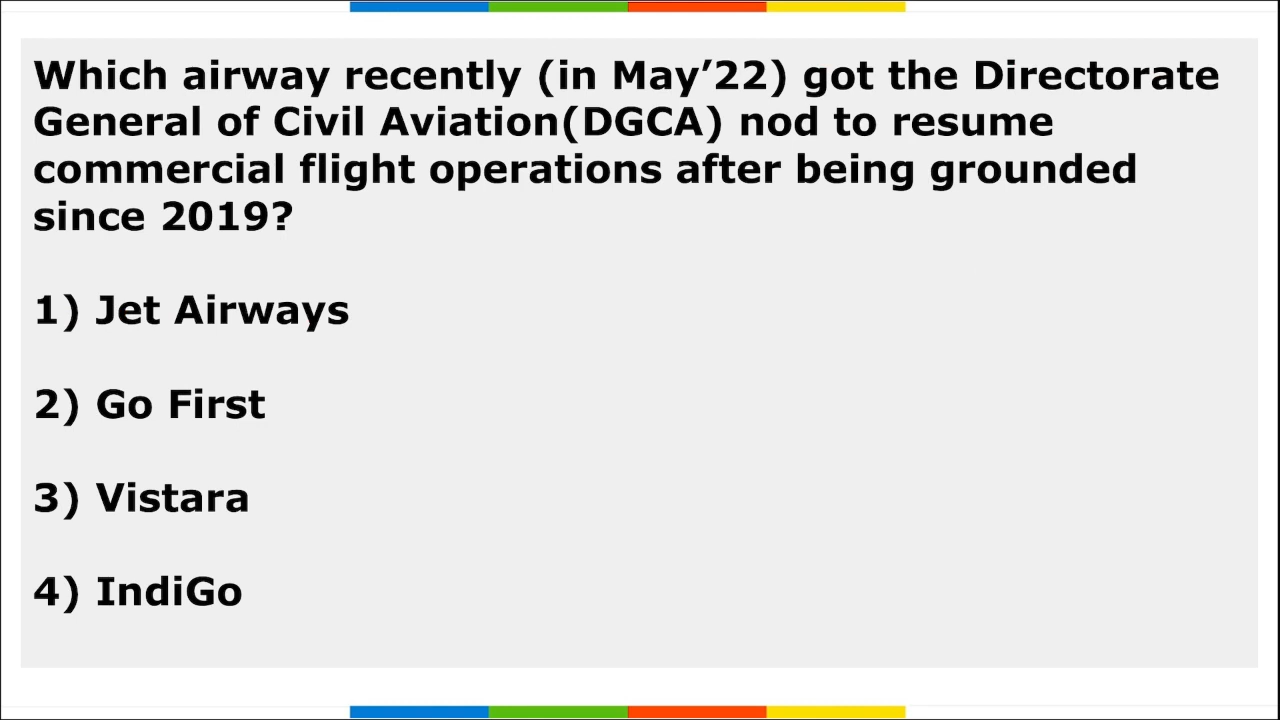 Which airway recently (in May’22) got the Directorate
General of Civil Aviation(DGCA) nod to resume
commercial flight operations after being grounded
since 2019?
1) Jet Airways
2) Go First
3) Vistara
4) IndiGo